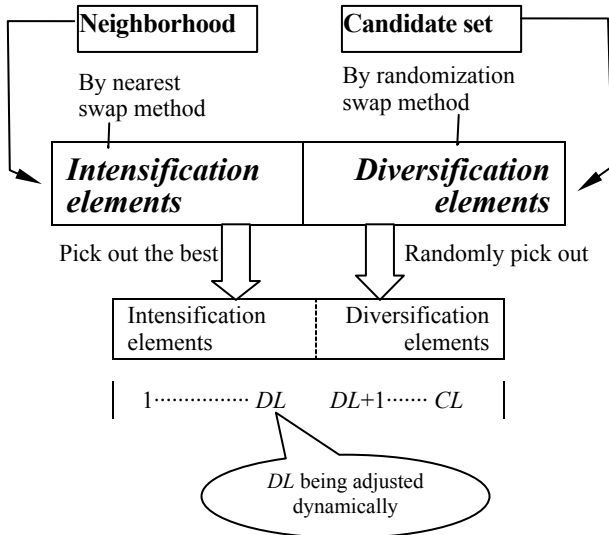 Neighborhood
Candidate set
By nearest
swap method
By randomization
swap method
Intensification
elements
Diversification
elements
Pick out the best
Randomly pick out
Intensification
elements
Diversification
elements
1················ DL DL+1······· CL
DL being adjusted
dynamically